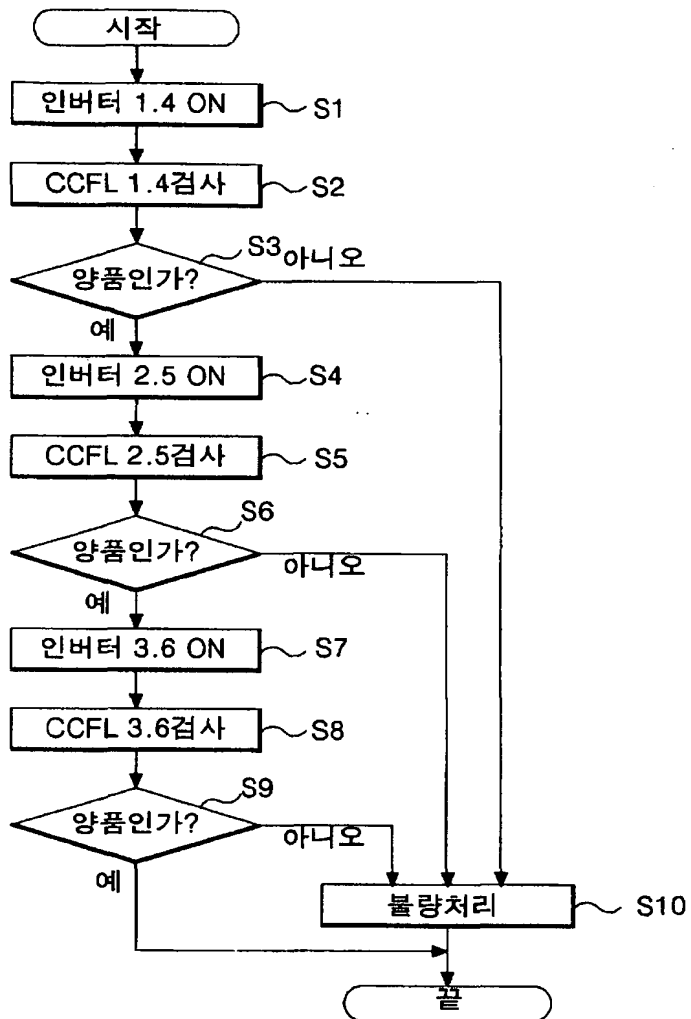 시작
인버터 1.4 ON
S1
CCFL 1.4검사
S2
S3
아니오
양품인가?
예
인버터 2.5 ON
S4
CCFL 2.5검사
S5
S6
양품인가?
아니오
예
인버터 3.6 ON
S7
CCFL 3.6검사
S8
S9
양품인가?
아니오
예
불량처리
S10
끝